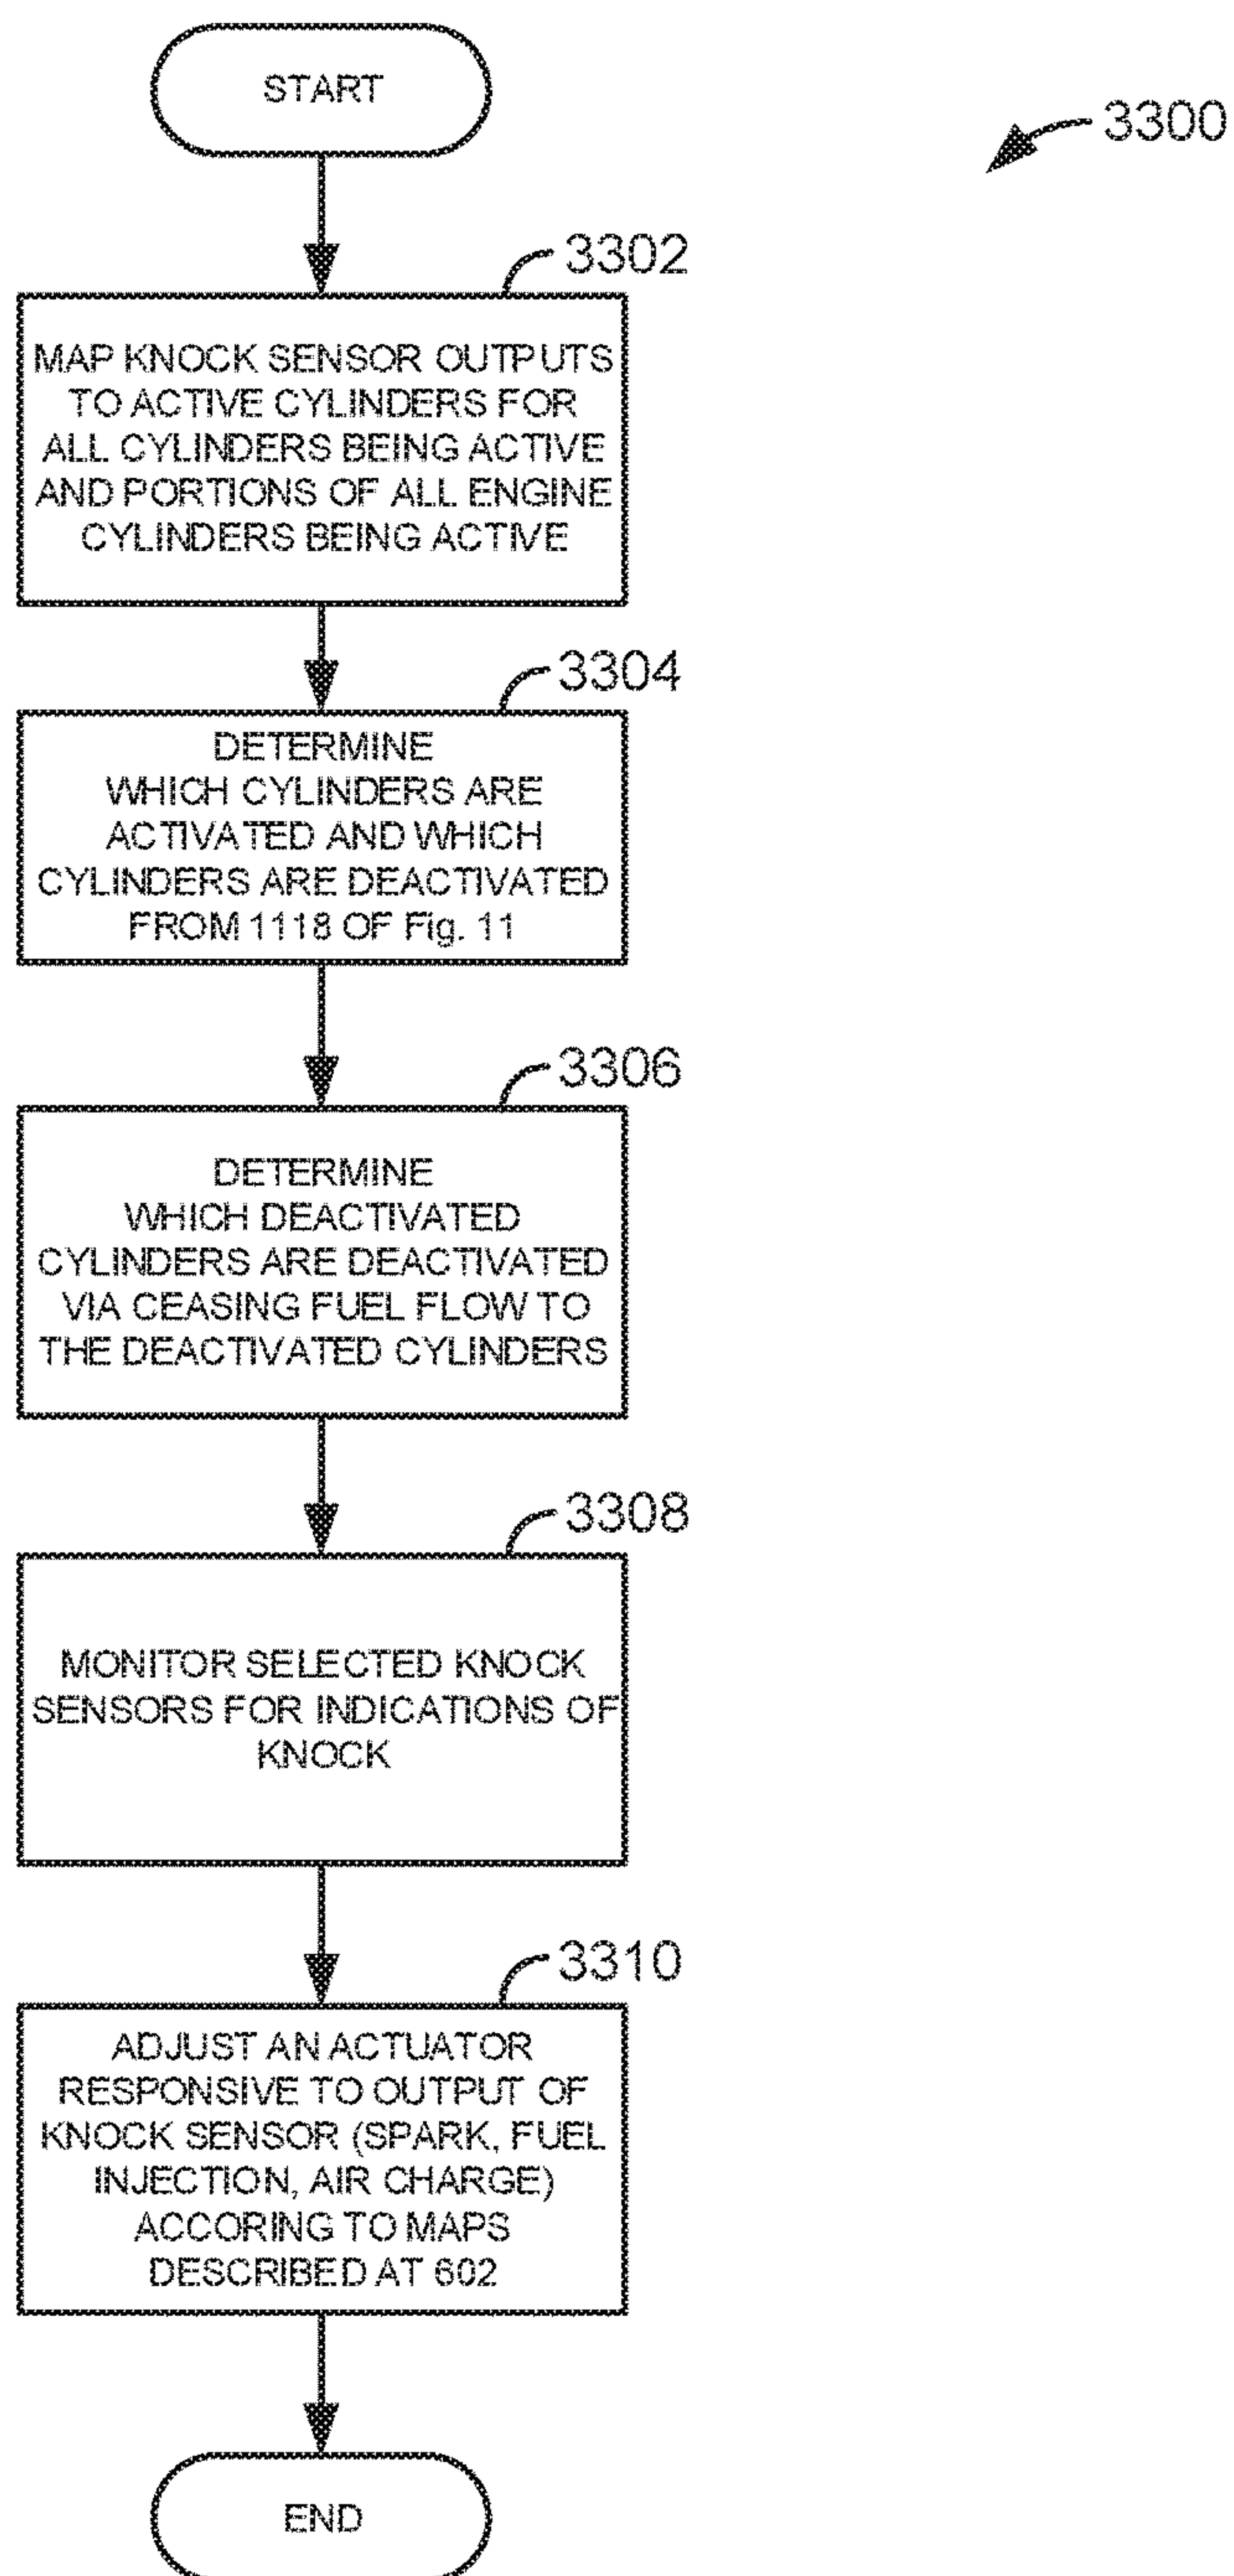 START
3300
3302
MAP KNOCK SENSOR OUTPUTS
TO ACTIVE CYLINDERS FOR
ALL CYLINDERS BEING ACTIVE
AND PORTIONS OF ALL ENGINE
CYLINDERS BEING ACTIVE
3304
DETERMINE
WHICH CYLINDERS ARE
ACTIVATED AND WHICH
CYLINDERS ARE DEACTIVATED
FROM 1118 OF Fig. 11
3306
DETERMINE
WHICH DEACTIVATED
CYLINDERS ARE DEACTIVATED
VIA CEASING FUEL FLOW TO
THE DEACTIVATED CYLINDERS
3308
MONITOR SELECTED KNOCK
SENSORS FOR INDICATIONS OF
KNOCK
3310
ADJUST AN ACTUATOR
RESPONSIVE TO OUTPUT OF
KNOCK SENSOR (SPARK, FUEL
INJECTION, AIR CHARGE)
ACCORING TO MAPS
DESCRIBED AT 602
END